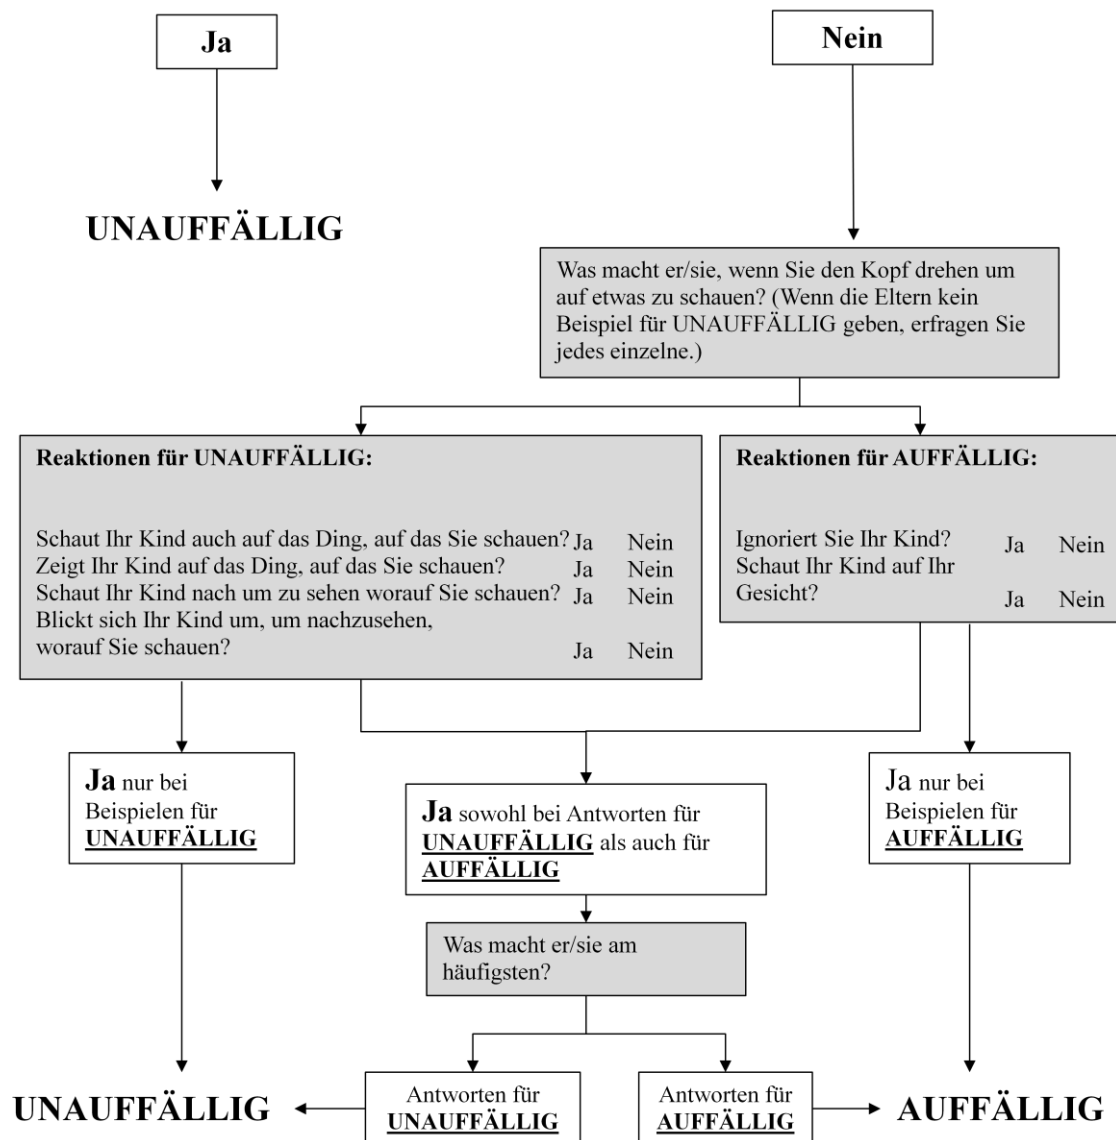 Ja
Nein
UNAUFFÄLLIG
Was macht er/sie, wenn Sie den Kopf drehen um
auf etwas zu schauen? (Wenn die Eltern kein
Beispiel für UNAUFFÄLLIG geben, erfragen Sie
jedes einzelne.)
Reaktionen für UNAUFFÄLLIG:
Schaut Ihr Kind auch auf das Ding, auf das Sie schauen? Ja Nein
Zeigt Ihr Kind auf das Ding, auf das Sie schauen? Ja Nein
Schaut Ihr Kind nach um zu sehen worauf Sie schauen? Ja Nein
Blickt sich Ihr Kind um, um nachzusehen,
worauf Sie schauen? Ja Nein
Reaktionen für AUFFÄLLIG:
Ignoriert Sie Ihr Kind? Ja Nein
Schaut Ihr Kind auf Ihr
Gesicht? Ja Nein
Ja nur bei
Beispielen für
UNAUFFÄLLIG
Ja sowohl bei Antworten für
UNAUFFÄLLIG als auch für
AUFFÄLLIG
Ja nur bei
Beispielen für
AUFFÄLLIG
Was macht er/sie am
häufigsten?
UNAUFFÄLLIG
Antworten für
UNAUFFÄLLIG
Antworten für
AUFFÄLLIG
AUFFÄLLIG